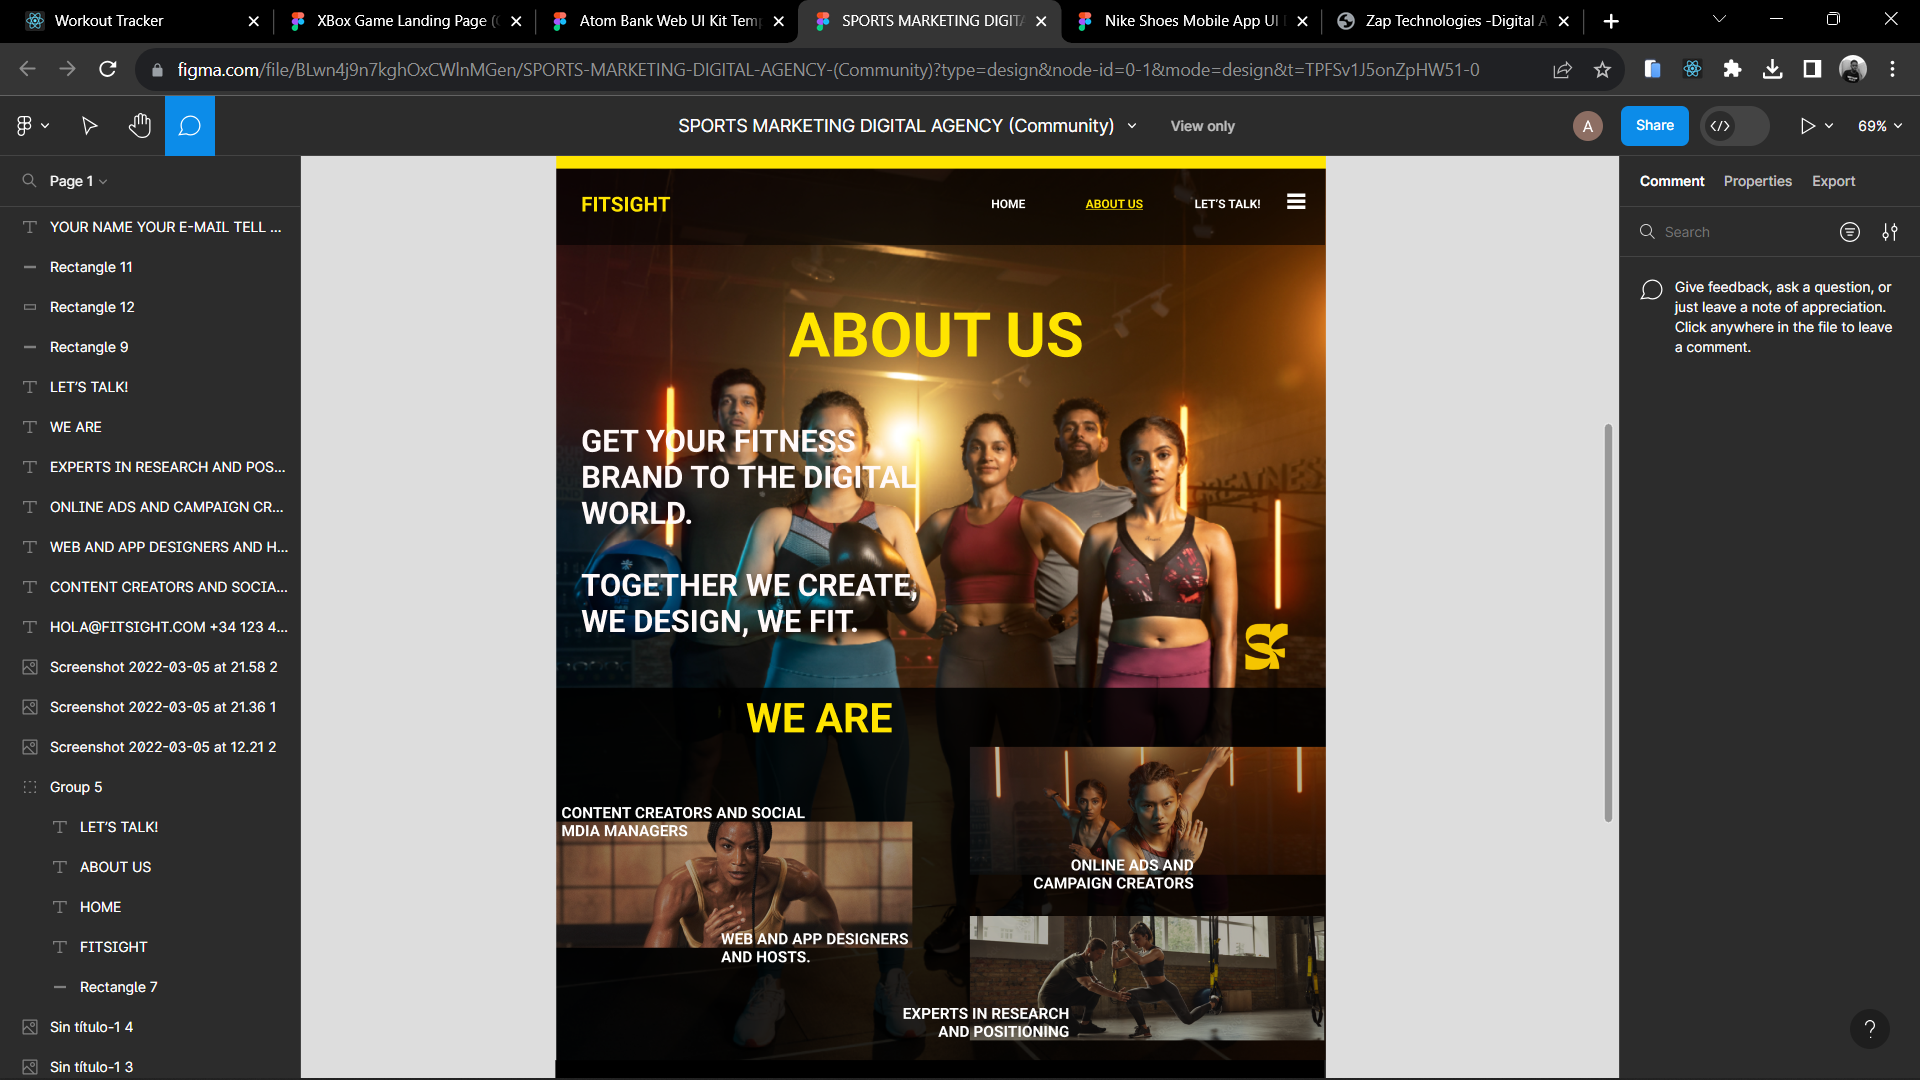 Workout Tracker
XBox Game Landing Page (
Atom Bank Web UI Kit Tem
SPORTS MARKETING DIGIT
Nike Shoes Mobile App UI
Zap Technologies -Digital A
figma.com/file/BLwn4j9n7kghOxCWlnMGen/SPORTS-MARKETING-DIGITAL-AGENCY-(Community)?type=design&node-id=0-1&mode=design&t=TPFSv1J5onZpHW51-0
SPORTS MARKETING DIGITAL AGENCY (Community)
View only
A
Share
69%
Page 1
YOUR NAME YOUR E-MAIL TELL ...
Rectangle 11
Rectangle 12
Rectangle 9
LET'S TALK!
WE ARE
EXPERTS IN RESEARCH AND POS...
ONLINE ADS AND CAMPAIGN CR...
WEB AND APP DESIGNERS AND H...
CONTENT CREATORS AND SOCIA...
HOLA@FITSIGHT.COM +34 123 4...
Screenshot 2022-03-05 at 21.58 2
Screenshot 2022-03-05 at 21.36 1
Screenshot 2022-03-05 at 12.21 2
Group 5
LET'S TALK!
ABOUT US
HOME
FITSIGHT
Rectangle 7
Sin título-1 4
Sin título-1 3
FITSIGHT
HOME
ABOUT US
LET'S TALK!
ABOUT US
GET YOUR FITNESS
BRAND TO THE DIGITAL
WORLD.
TOGETHER WE CREATE,
WE DESIGN, WE FIT.
WE ARE
CONTENT CREATORS AND SOCIAL
MDIA MANAGERS
ONLINE ADS AND
CAMPAIGN CREATORS
WEB AND APP DESIGNERS
AND HOSTS.
EXPERTS IN RESEARCH
AND POSITIONING
Comment
Properties
Export
Search
Give feedback, ask a question, or
just leave a note of appreciation.
Click anywhere in the file to leave
a comment.
?